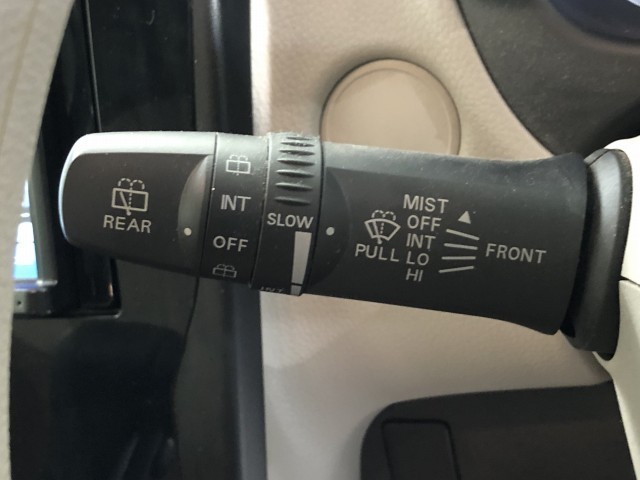 REAR
INT
OFF
SLOW
PULL
MIST
OFF
INT
LO
HI
FRONT